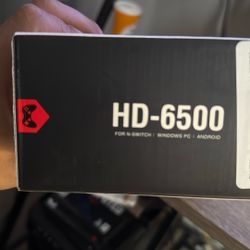 HD-6500
FOR N-SWITCH | WINDOWS PC | ANDROID